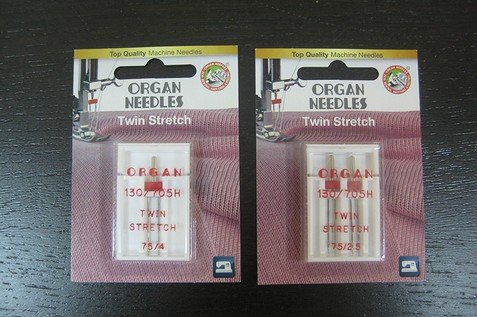 Top Quality Machine Needles
ORGAN
NEEDLES
Twin Stretch
ORGAN
130/705H
TWIN
STRETCH
75/4
Top Quality Machine Needles
ORGAN
NEEDLES
Twin Stretch
ORGAN
130/705H
TWIN
STRETCH
75/2.5